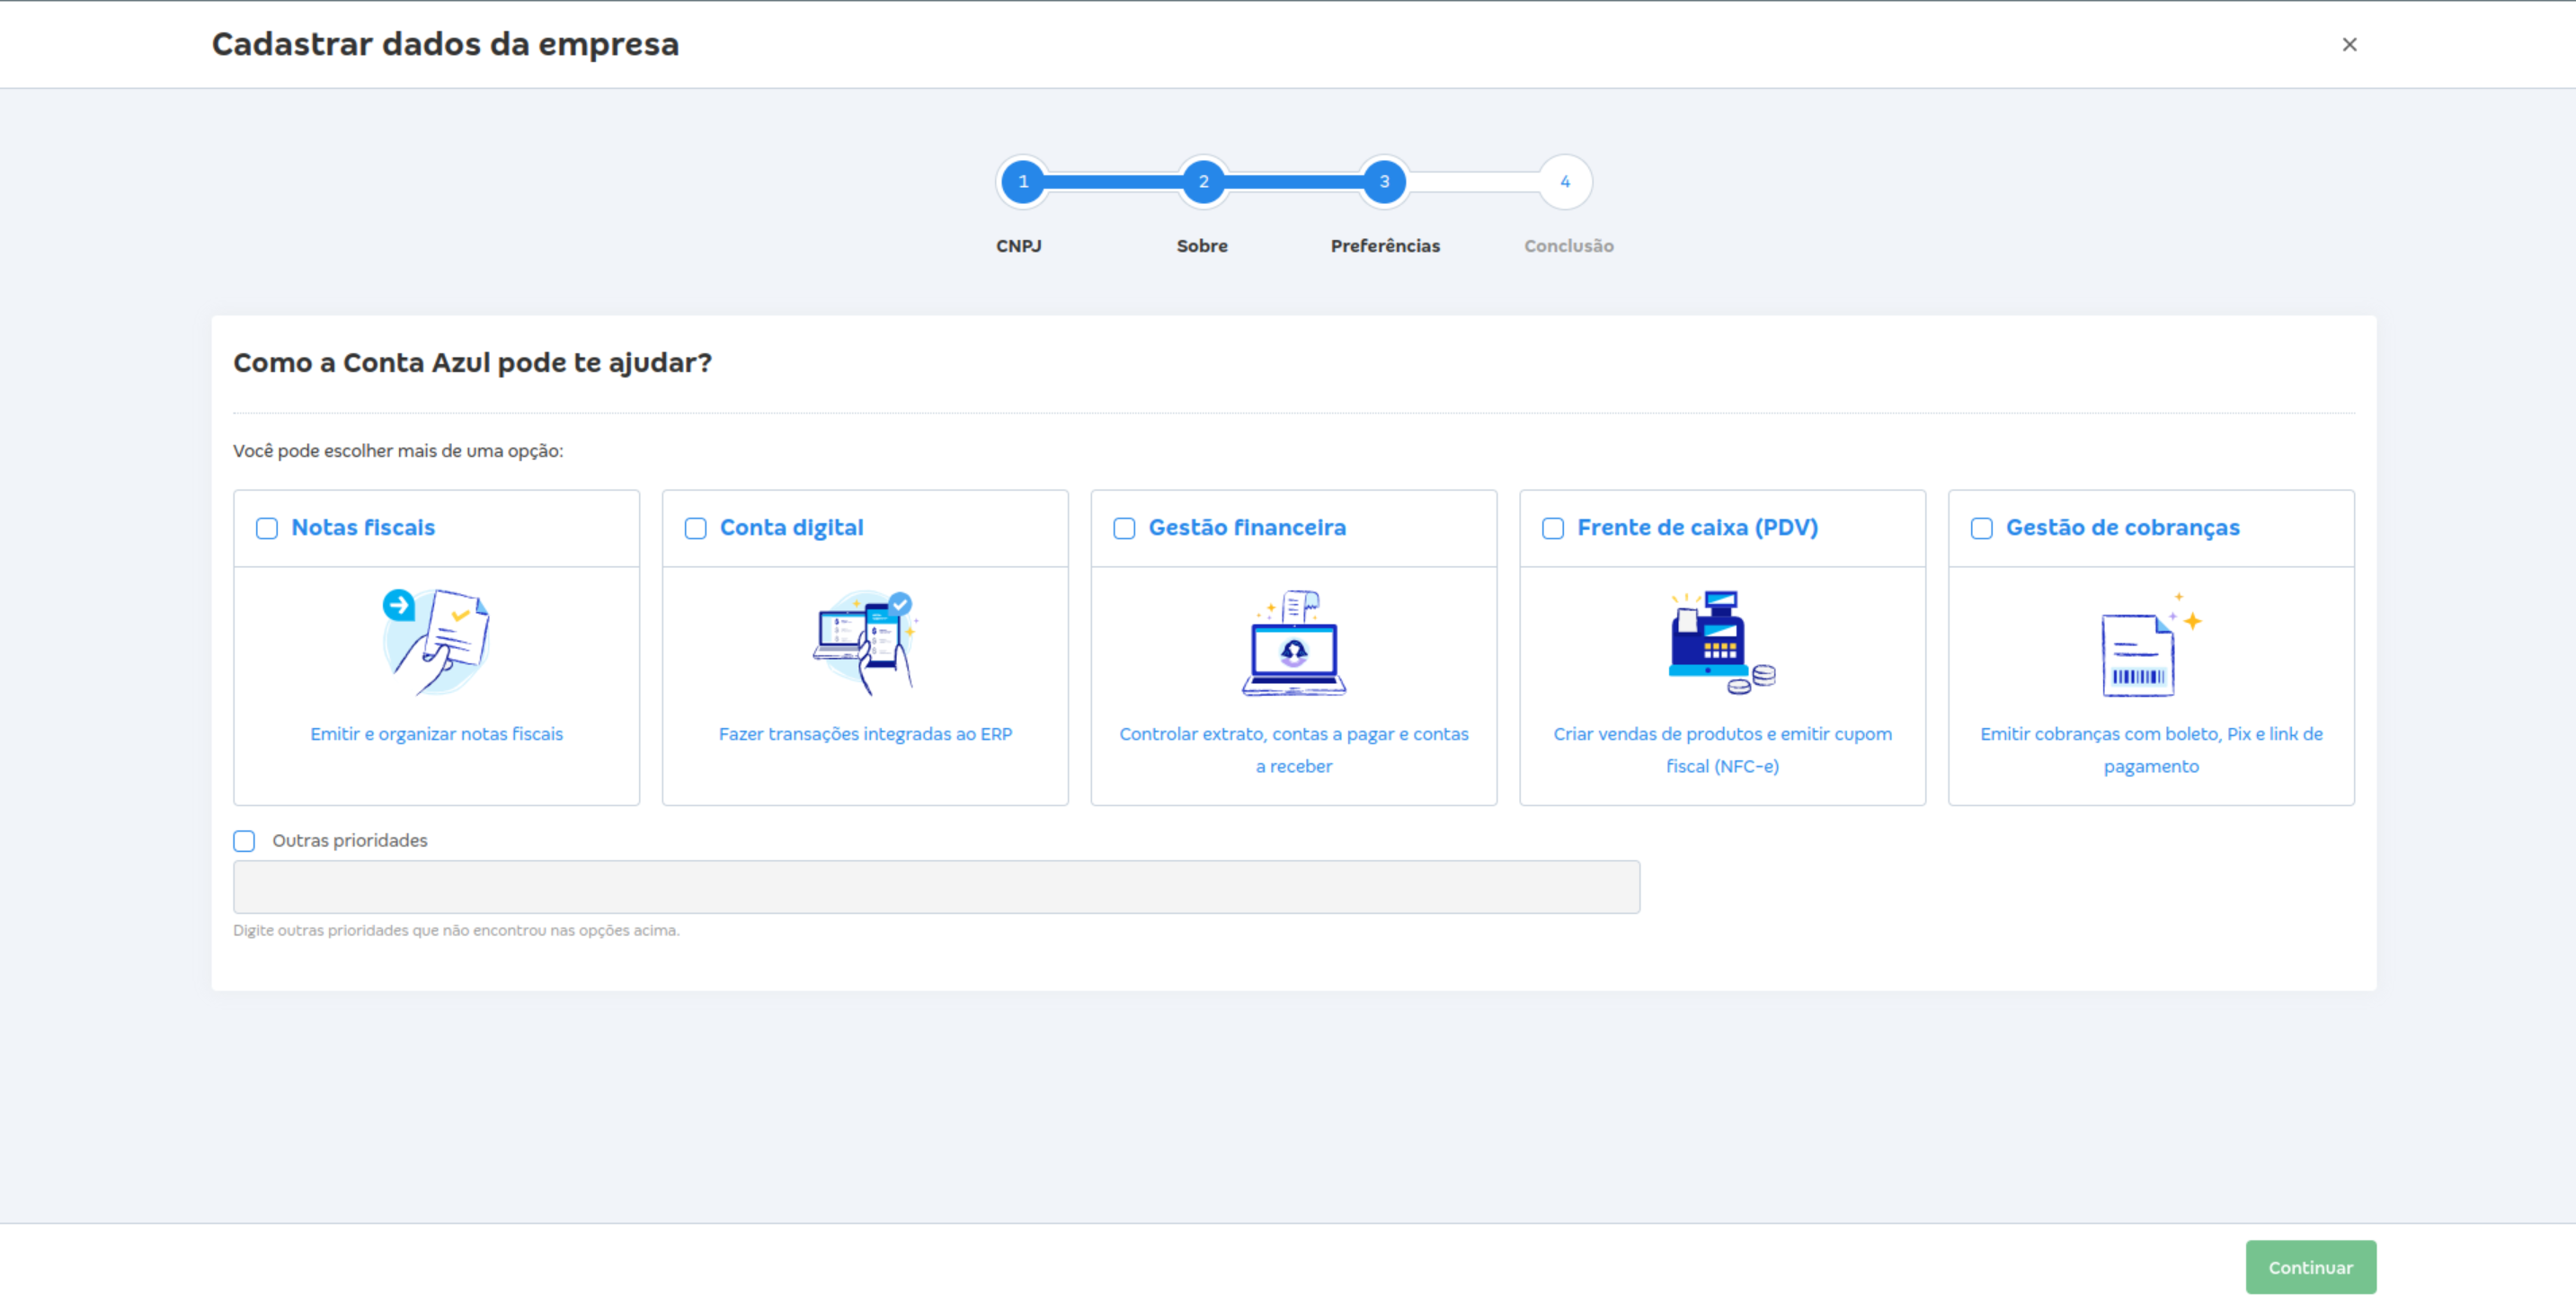 Cadastrar dados da empresa
1
2
3
4
CNPJ
Sobre
Preferências
Conclusão
Como a Conta Azul pode te ajudar?
Você pode escolher mais de uma opção:
Notas fiscais
Emitir e organizar notas fiscais
Conta digital
Fazer transações integradas ao ERP
Gestão financeira
Controlar extrato, contas a pagar e contas
a receber
Frente de caixa (PDV)
Criar vendas de produtos e emitir cupom
fiscal (NFC-e)
Gestão de cobranças
Emitir cobranças com boleto, Pix e link de
pagamento
Outras prioridades
Digite outras prioridades que não encontrou nas opções acima.
Continuar